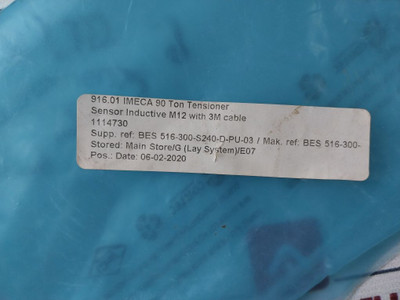 916.01 IMECA 90 Ton Tensioner
Sensor Inductive M12 with 3M cable
1114730
Supp. ref: BES 516-300-S240-D-PU-03 / Mak. ref: BES 516-300-
Stored: Main Store/G (Lay System)/E07
Pos.: Date: 06-02-2020